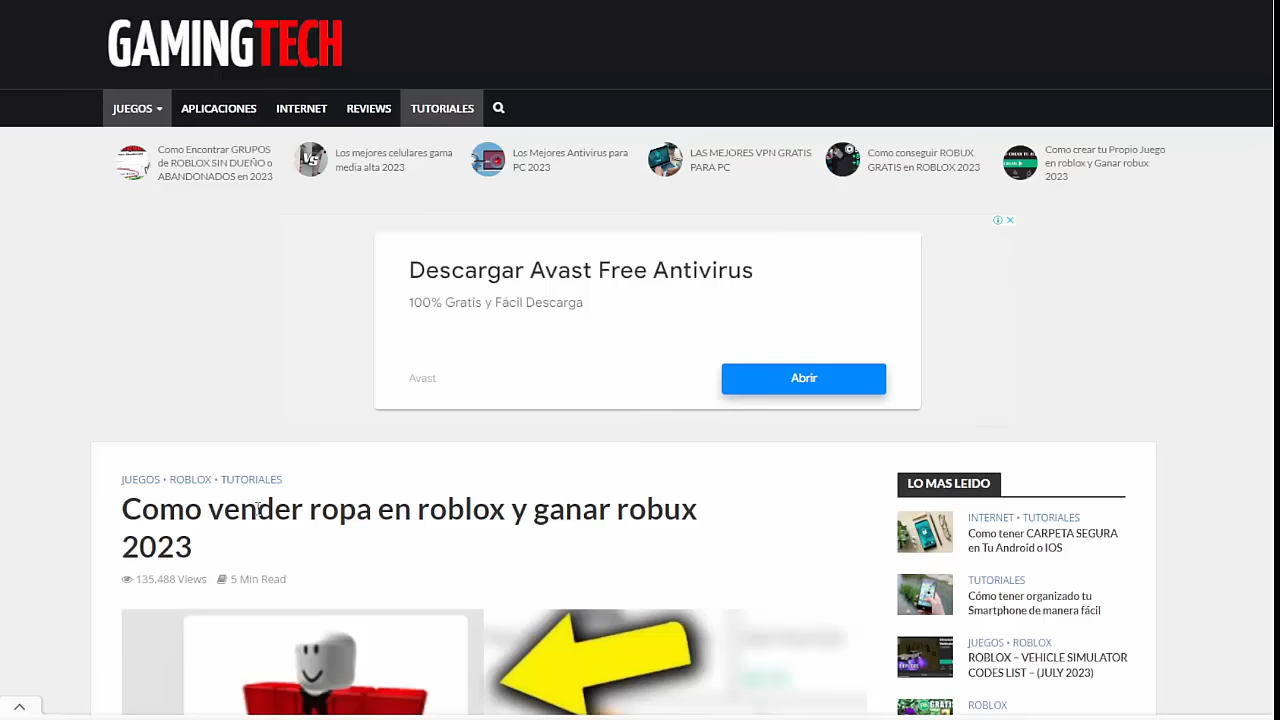 GAMINGTECH
JUEGOS
APLICACIONES
INTERNET
REVIEWS
TUTORIALES
Como Encontrar GRUPOS
de ROBLOX SIN DUEÑO o
ABANDONADOS en 2023
VS
Los mejores celulares gama
media alta 2023
Los Mejores Antivirus para
PC 2023
LAS MEJORES VPN GRATIS
PARA PC
Como conseguir ROBUX
GRATIS en ROBLOX 2023
Como crear tu Propio Juego
en roblox y Ganar robux
2023
Descargar Avast Free Antivirus
100% Gratis y Fácil Descarga
Avast
Abrir
JUEGOS • ROBLOX • TUTORIALES
Como vender ropa en roblox y ganar robux
2023
135.488 Views
5 Min Read
LO MAS LEIDO
INTERNET • TUTORIALES
Como tener CARPETA SEGURA
en Tu Android o IOS
TUTORIALES
Cómo tener organizado tu
Smartphone de manera fácil
JUEGOS • ROBLOX
ROBLOX – VEHICLE SIMULATOR
CODES LIST – (JULY 2023)
ROBLOX